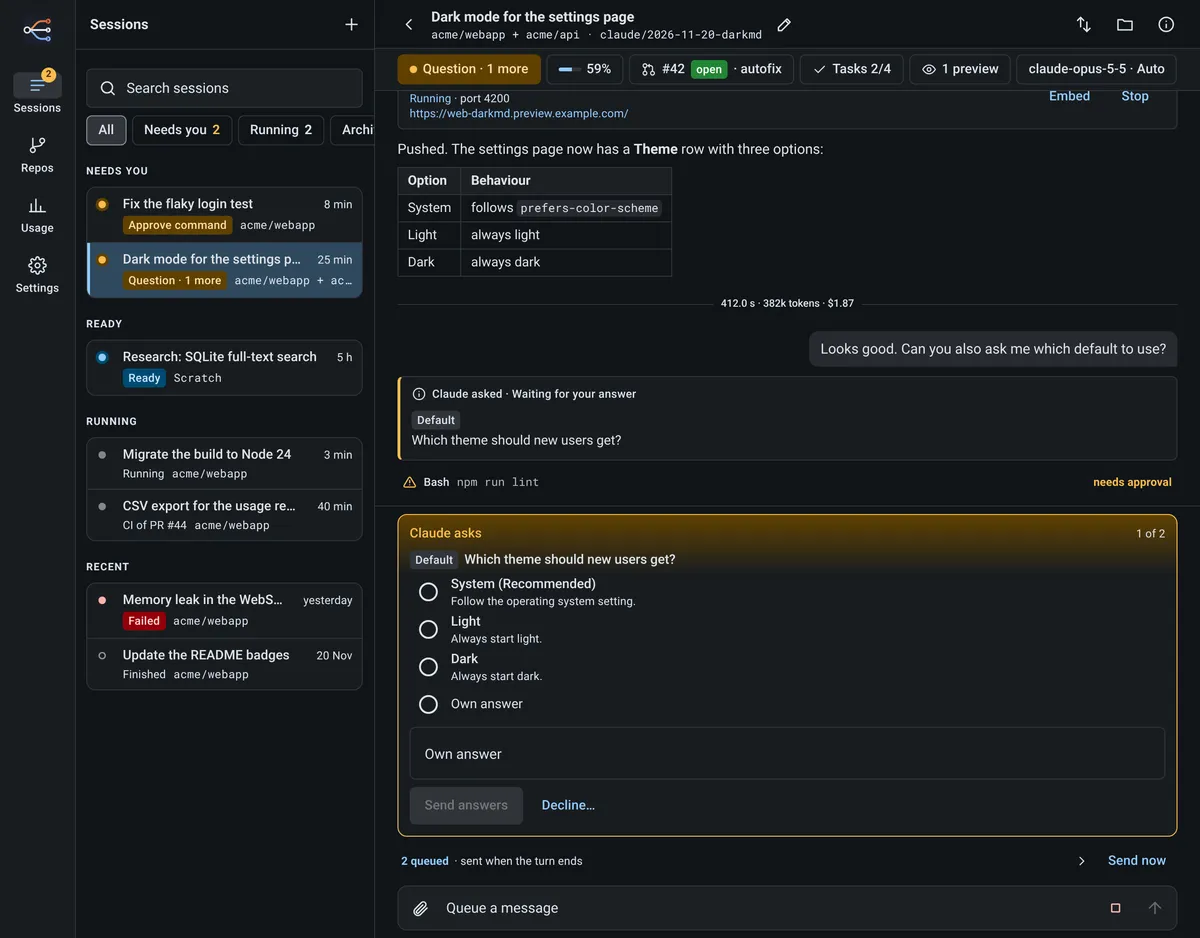 2
Sessions
Repos
Usage
Settings
Sessions
Search sessions
All
Needs you 2
Running 2
Archi
NEEDS YOU
Fix the flaky login test 8 min
Approve command acme/webapp
Dark mode for the settings p… 25 min
Question · 1 more acme/webapp + ac…
READY
Research: SQLite full-text search 5 h
Ready Scratch
RUNNING
Migrate the build to Node 24 3 min
Running acme/webapp
CSV export for the usage re… 40 min
CI of PR #44 acme/webapp
RECENT
Memory leak in the WebS… yesterday
Failed acme/webapp
Update the README badges 20 Nov
Finished acme/webapp
Dark mode for the settings page
acme/webapp + acme/api · claude/2026-11-20-darkmd
Question · 1 more
59%
#42 open · autofix
Tasks 2/4
1 preview
claude-opus-5-5 · Auto
Running · port 4200
https://web-darkmd.preview.example.com/
Embed Stop
Pushed. The settings page now has a Theme row with three options:
Option Behaviour
System follows prefers-color-scheme
Light always light
Dark always dark
412.0 s · 382k tokens · $1.87
Looks good. Can you also ask me which default to use?
Claude asked · Waiting for your answer
Default
Which theme should new users get?
Bash npm run lint needs approval
Claude asks 1 of 2
Default Which theme should new users get?
System (Recommended)
Follow the operating system setting.
Light
Always start light.
Dark
Always start dark.
Own answer
Own answer
Send answers Decline…
2 queued · sent when the turn ends Send now
Queue a message